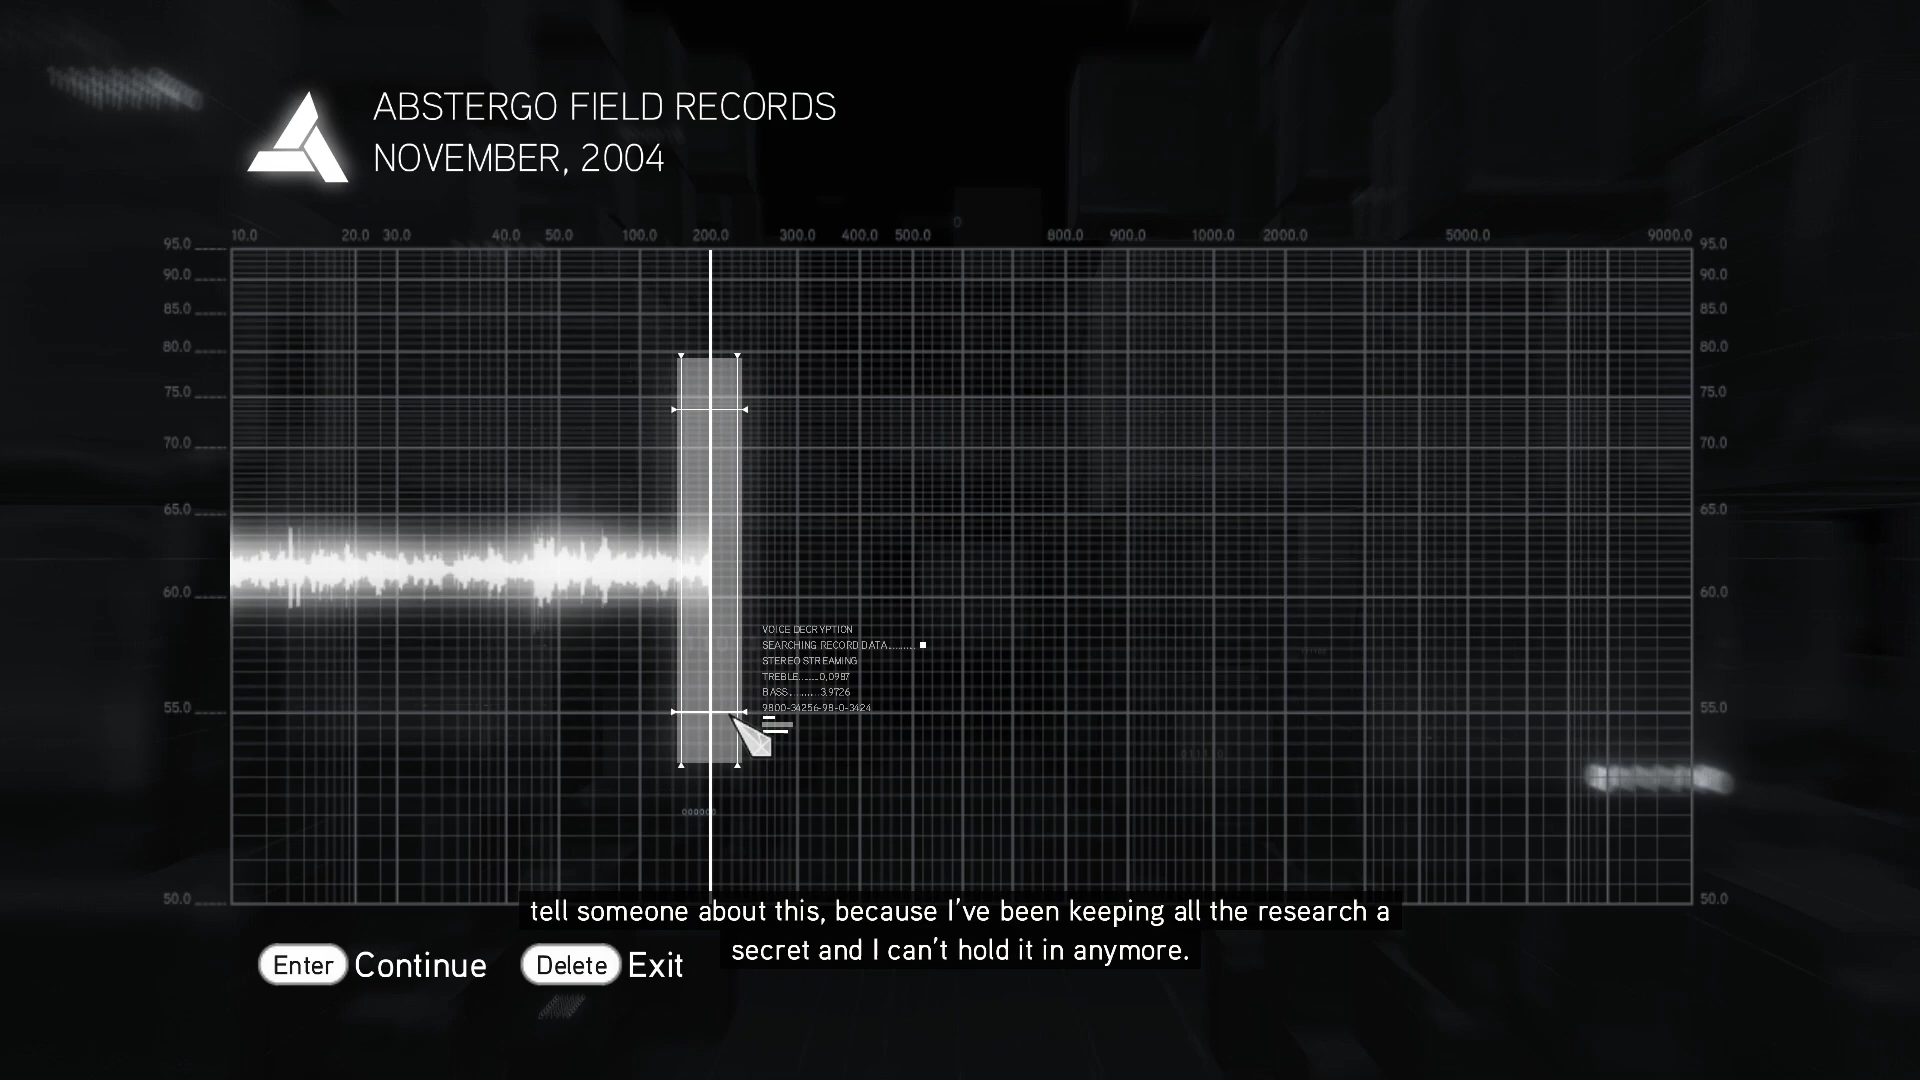 ABSTERGO FIELD RECORDS
NOVEMBER, 2004
10.0 20.0 30.0 40.0 50.0 100.0 200.0 300.0 400.0 500.0 800.0 900.0 1000.0 2000.0 5000.0 9000.0
95.0 95.0
90.0 90.0
85.0 85.0
80.0 80.0
75.0 75.0
70.0 70.0
65.0 65.0
60.0 60.0
VOICE DECRYPTION
SEARCHING RECORD DATA.........
STEREO STREAMING
TREBLE.......0,0987
BASS..........3,9726
9800-34256-98-0-3424
55.0 55.0
000000
50.0 50.0
tell someone about this, because I've been keeping all the research a
secret and I can't hold it in anymore.
Enter Continue Delete Exit